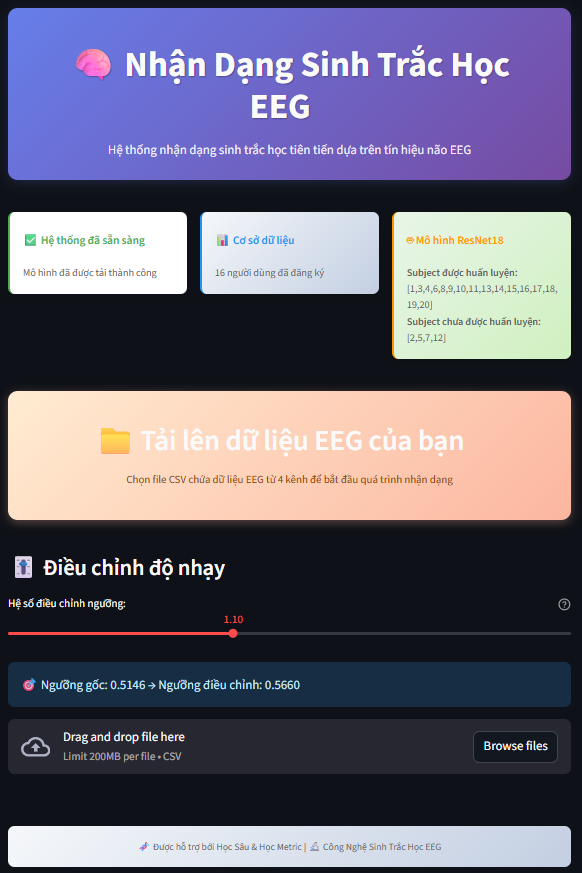 🧠 Nhận Dạng Sinh Trắc Học
EEG
Hệ thống nhận dạng sinh trắc học tiên tiến dựa trên tín hiệu não EEG
✅ Hệ thống đã sẵn sàng
Mô hình đã được tải thành công
📊 Cơ sở dữ liệu
16 người dùng đã đăng ký
Mô hình ResNet18
Subject được huấn luyện:
[1,3,4,6,8,9,10,11,13,14,15,16,17,18,
19,20]
Subject chưa được huấn luyện:
[2,5,7,12]
📁 Tải lên dữ liệu EEG của bạn
Chọn file CSV chứa dữ liệu EEG từ 4 kênh để bắt đầu quá trình nhận dạng
🎚️ Điều chỉnh độ nhạy
Hệ số điều chỉnh ngưỡng:
1.10
🎯 Ngưỡng gốc: 0.5146 → Ngưỡng điều chỉnh: 0.5660
Drag and drop file here
Limit 200MB per file • CSV
Browse files
🧬 Được hỗ trợ bởi Học Sâu & Học Metric | 🔬 Công Nghệ Sinh Trắc Học EEG